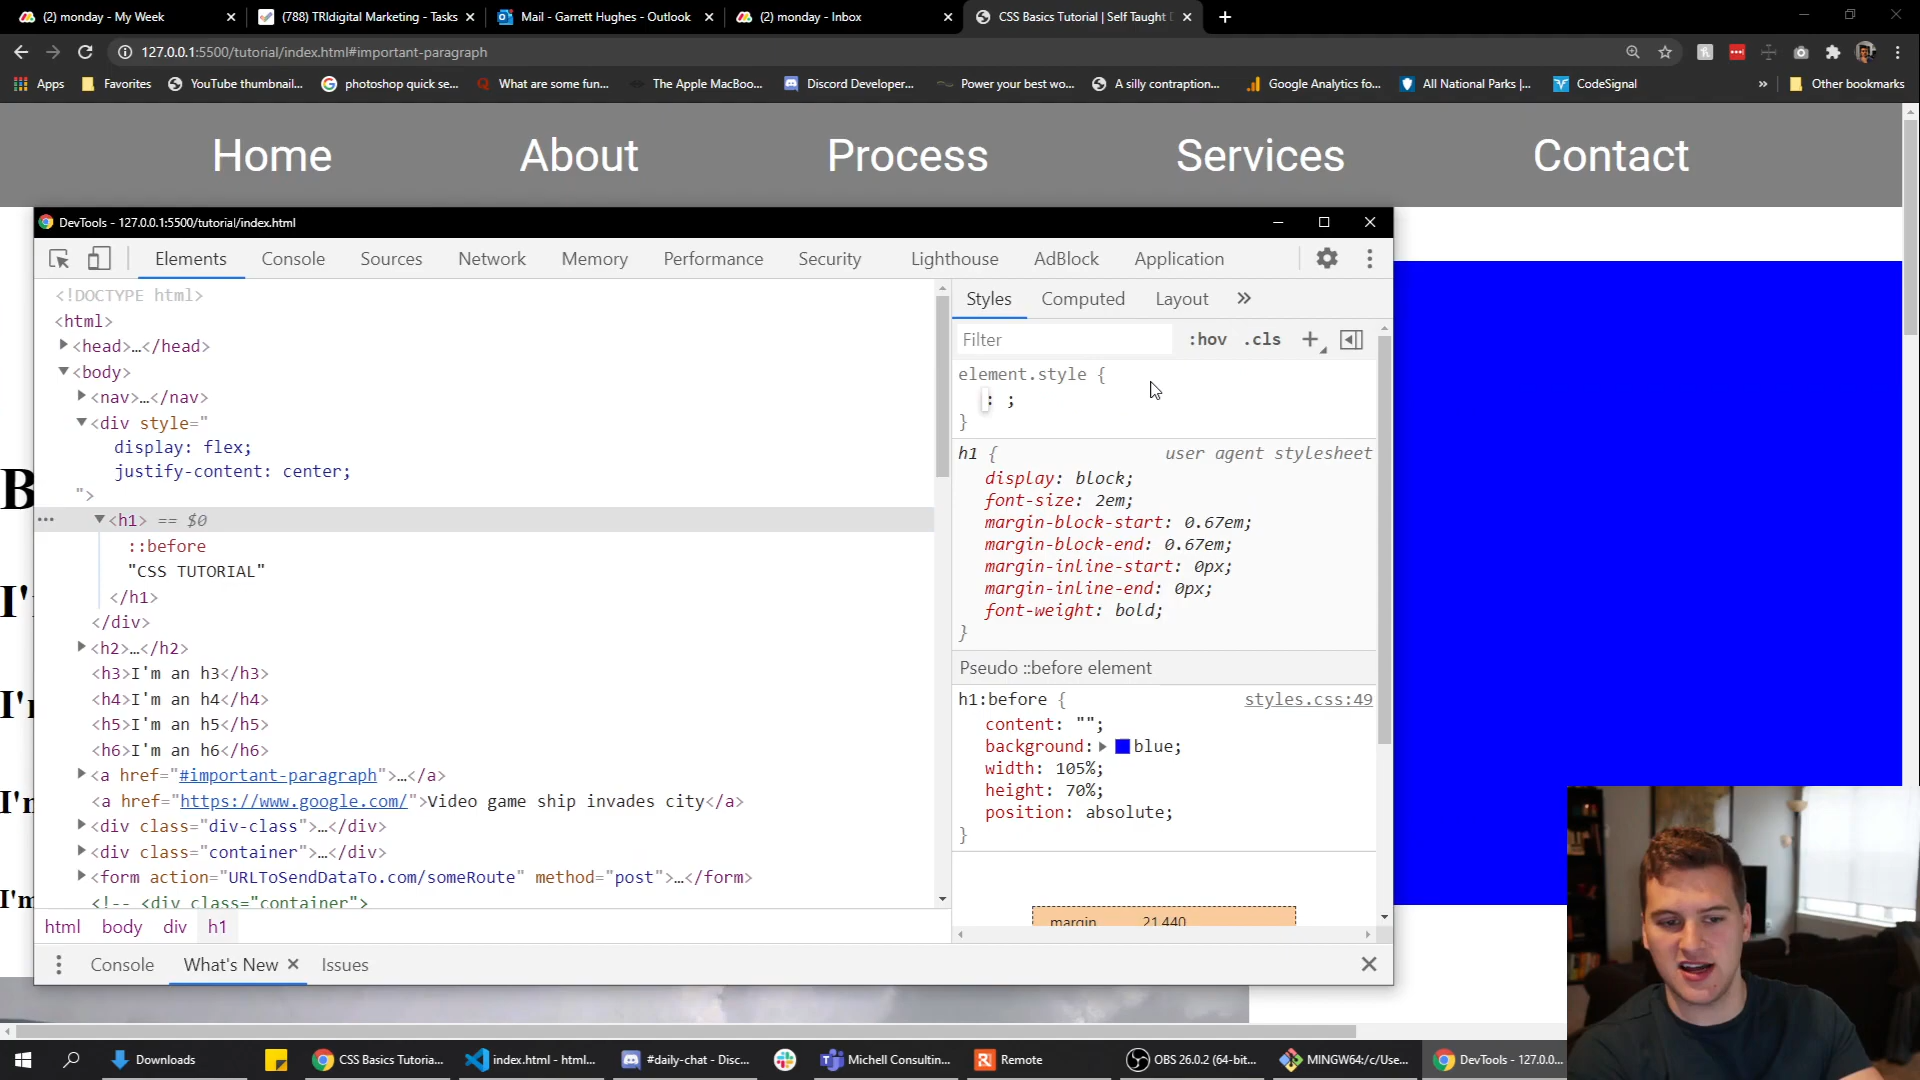 (2) monday - My Week
(788) TRIdigital Marketing - Tasks
Mail - Garrett Hughes - Outlook
(2) monday - Inbox
CSS Basics Tutorial | Self Taught
127.0.0.1:5500/tutorial/index.html#important-paragraph
Apps
Favorites
YouTube thumbnail...
photoshop quick se...
What are some fun...
The Apple MacBoo...
Discord Developer...
Power your best wo...
A silly contraption...
Google Analytics fo...
All National Parks |...
CodeSignal
»
Other bookmarks
Home
About
Process
Services
Contact
DevTools - 127.0.0.1:5500/tutorial/index.html
Elements
Console
Sources
Network
Memory
Performance
Security
Lighthouse
AdBlock
Application
<!DOCTYPE html>
<html>
<head>…</head>
<body>
<nav>…</nav>
<div style="
display: flex;
justify-content: center;
">
<h1> == $0
::before
"CSS TUTORIAL"
</h1>
</div>
<h2>…</h2>
<h3>I'm an h3</h3>
<h4>I'm an h4</h4>
<h5>I'm an h5</h5>
<h6>I'm an h6</h6>
<a href="#important-paragraph">…</a>
<a href="https://www.google.com/">Video game ship invades city</a>
<div class="div-class">…</div>
<div class="container">…</div>
<form action="URLToSendDataTo.com/someRoute" method="post">…</form>
<!-- <div class="container">
html
body
div
h1
Styles
Computed
Layout
»
Filter
:hov
.cls
+
element.style {
: ;
}
h1 {
user agent stylesheet
display: block;
font-size: 2em;
margin-block-start: 0.67em;
margin-block-end: 0.67em;
margin-inline-start: 0px;
margin-inline-end: 0px;
font-weight: bold;
}
Pseudo ::before element
h1:before {
styles.css:49
content: "";
background: blue;
width: 105%;
height: 70%;
position: absolute;
}
margin
21.440
Console
What's New
Issues
B
I'
I'r
I'n
I'm
Downloads
CSS Basics Tutoria...
index.html - html...
#daily-chat - Disc...
Michell Consultin...
Remote
OBS 26.0.2 (64-bit...
MINGW64:/c/Use...
DevTools - 127.0.0...